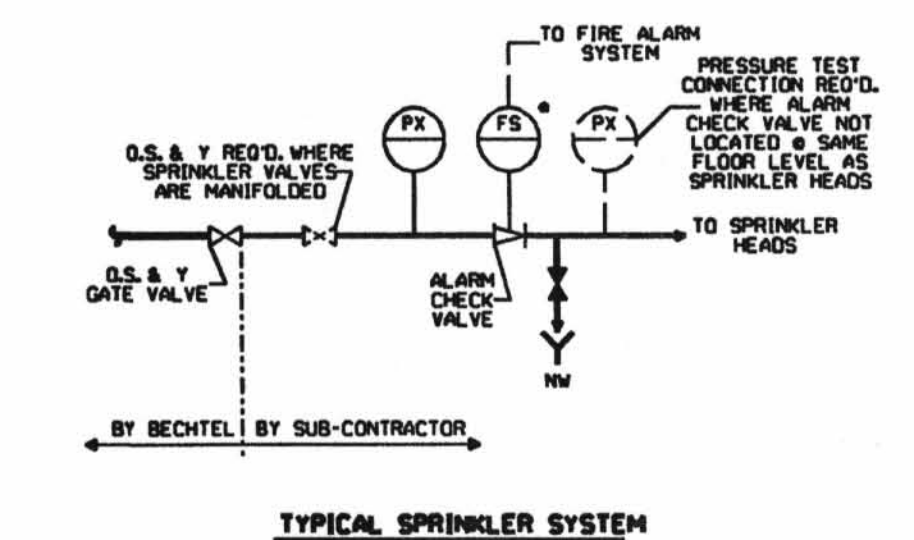 TO FIRE ALARM
SYSTEM
PRESSURE TEST
CONNECTION REQ'D.
WHERE ALARM
CHECK VALVE NOT
LOCATED @ SAME
FLOOR LEVEL AS
SPRINKLER HEADS
PX
FS
PX
O.S. & Y REQ'D. WHERE
SPRINKLER VALVES
ARE MANIFOLDED
TO SPRINKLER
HEADS
O.S. & Y
GATE VALVE
ALARM
CHECK
VALVE
NW
BY BECHTEL
BY SUB-CONTRACTOR
TYPICAL SPRINKLER SYSTEM